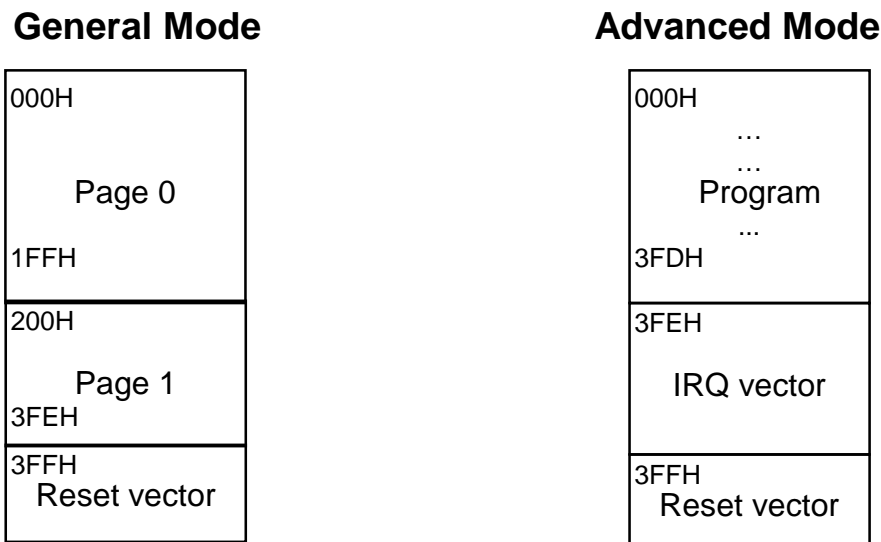 General Mode
000H
Page 0
1FFH
200H
Page 1
3FEH
3FFH
Reset vector
Advanced Mode
000H
...
...
Program
...
3FDH
3FEH
IRQ vector
3FFH
Reset vector